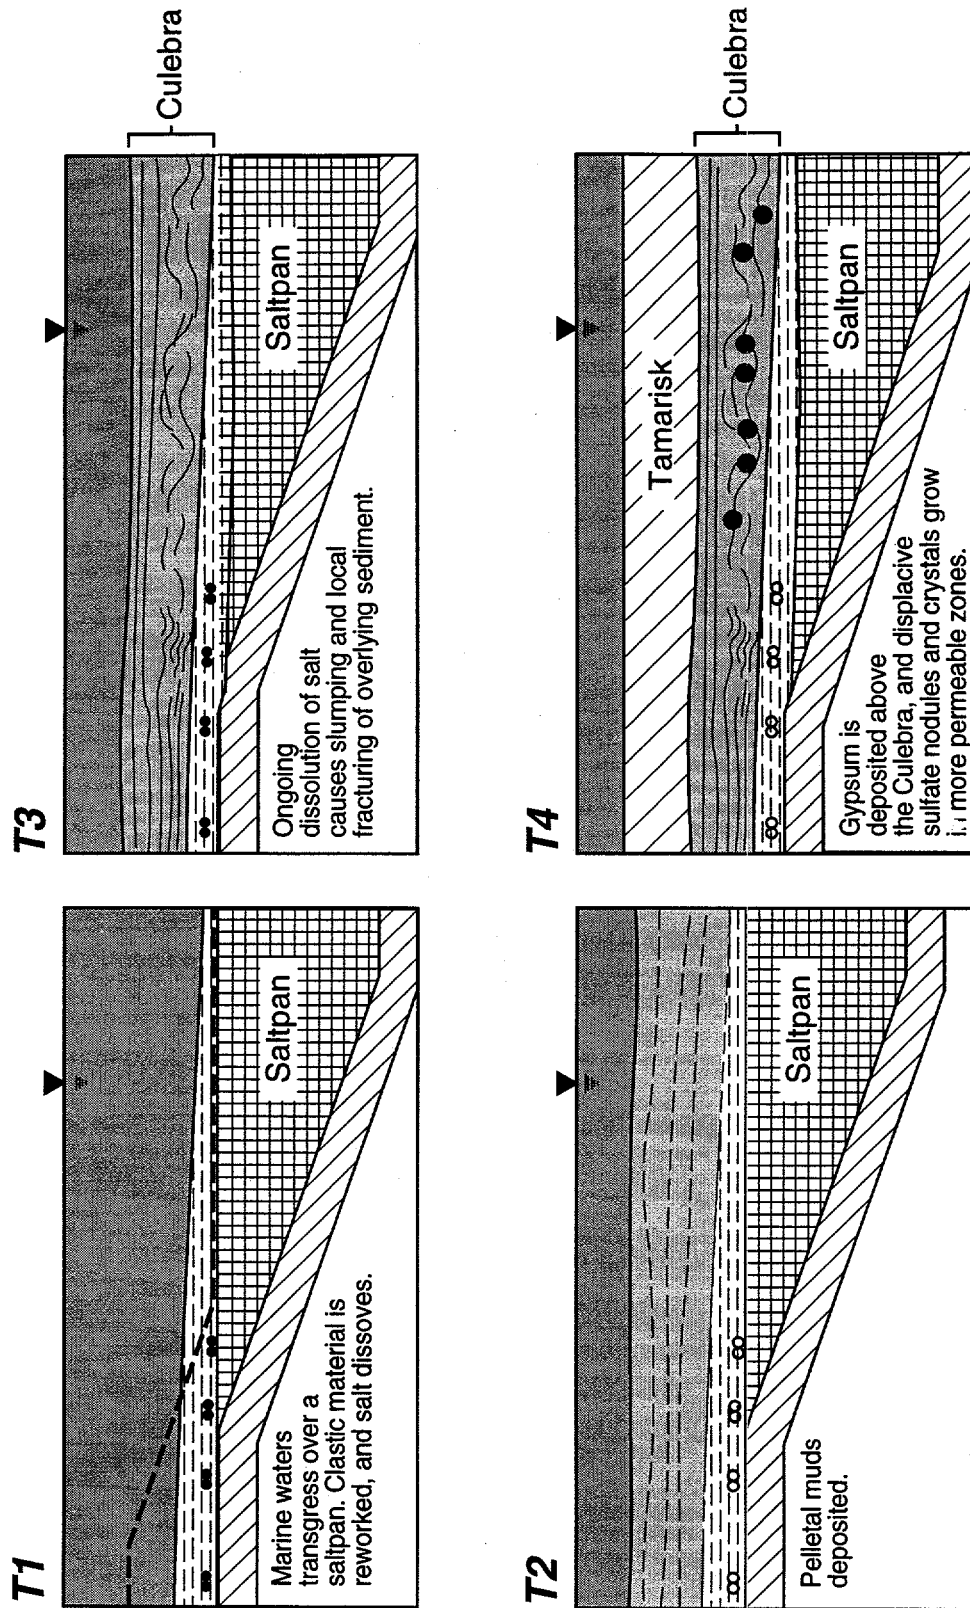 T1
Saltpan
Marine waters
transgress over a
saltpan. Clastic material is
reworked, and salt dissoves.
T2
Saltpan
Pelletal muds
deposited.
T3
Culebra
Saltpan
Ongoing
dissolution of salt
causes slumping and local
fracturing of overlying sediment.
T4
Tamarisk
Culebra
Saltpan
Gypsum is
deposited above
the Culebra, and displacive
sulfate nodules and crystals grow
in more permeable zones.